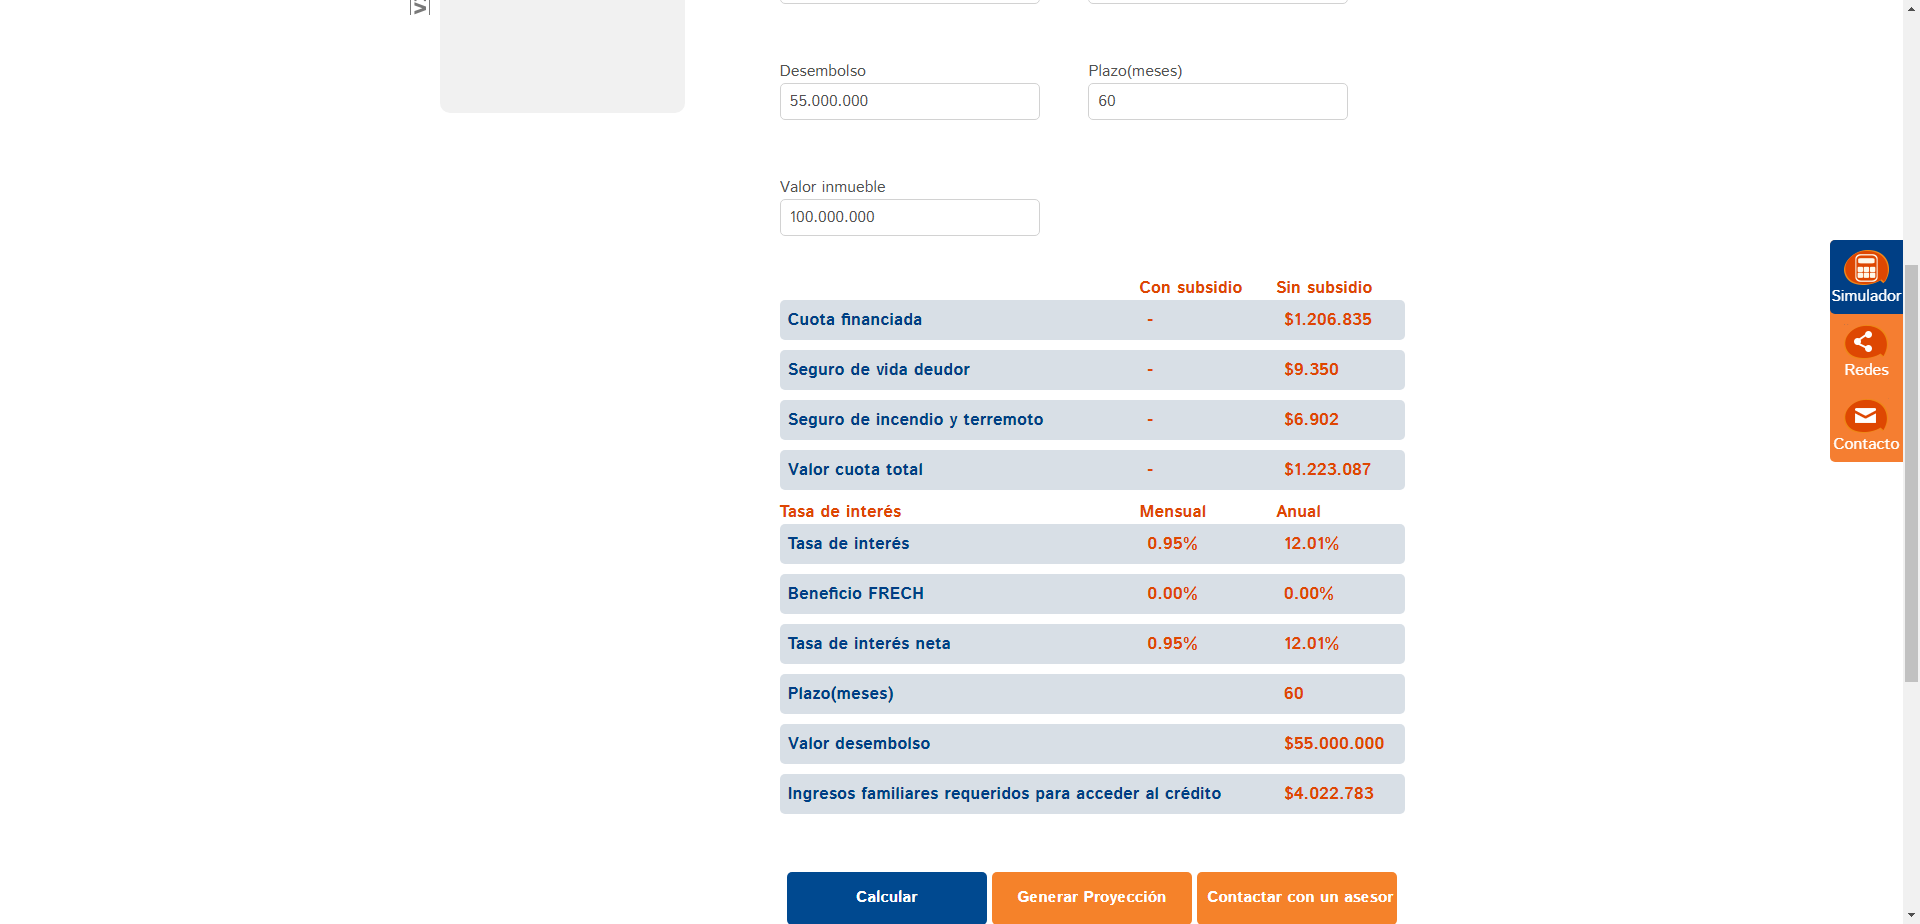 Desembolso Plazo(meses)
55.000.000 60
Valor inmueble
100.000.000
Con subsidio Sin subsidio
Cuota financiada - $1.206.835
Seguro de vida deudor - $9.350
Seguro de incendio y terremoto - $6.902
Valor cuota total - $1.223.087
Tasa de interés Mensual Anual
Tasa de interés 0.95% 12.01%
Beneficio FRECH 0.00% 0.00%
Tasa de interés neta 0.95% 12.01%
Plazo(meses) 60
Valor desembolso $55.000.000
Ingresos familiares requeridos para acceder al crédito $4.022.783
Calcular Generar Proyección Contactar con un asesor
Simulador
Redes
Contacto